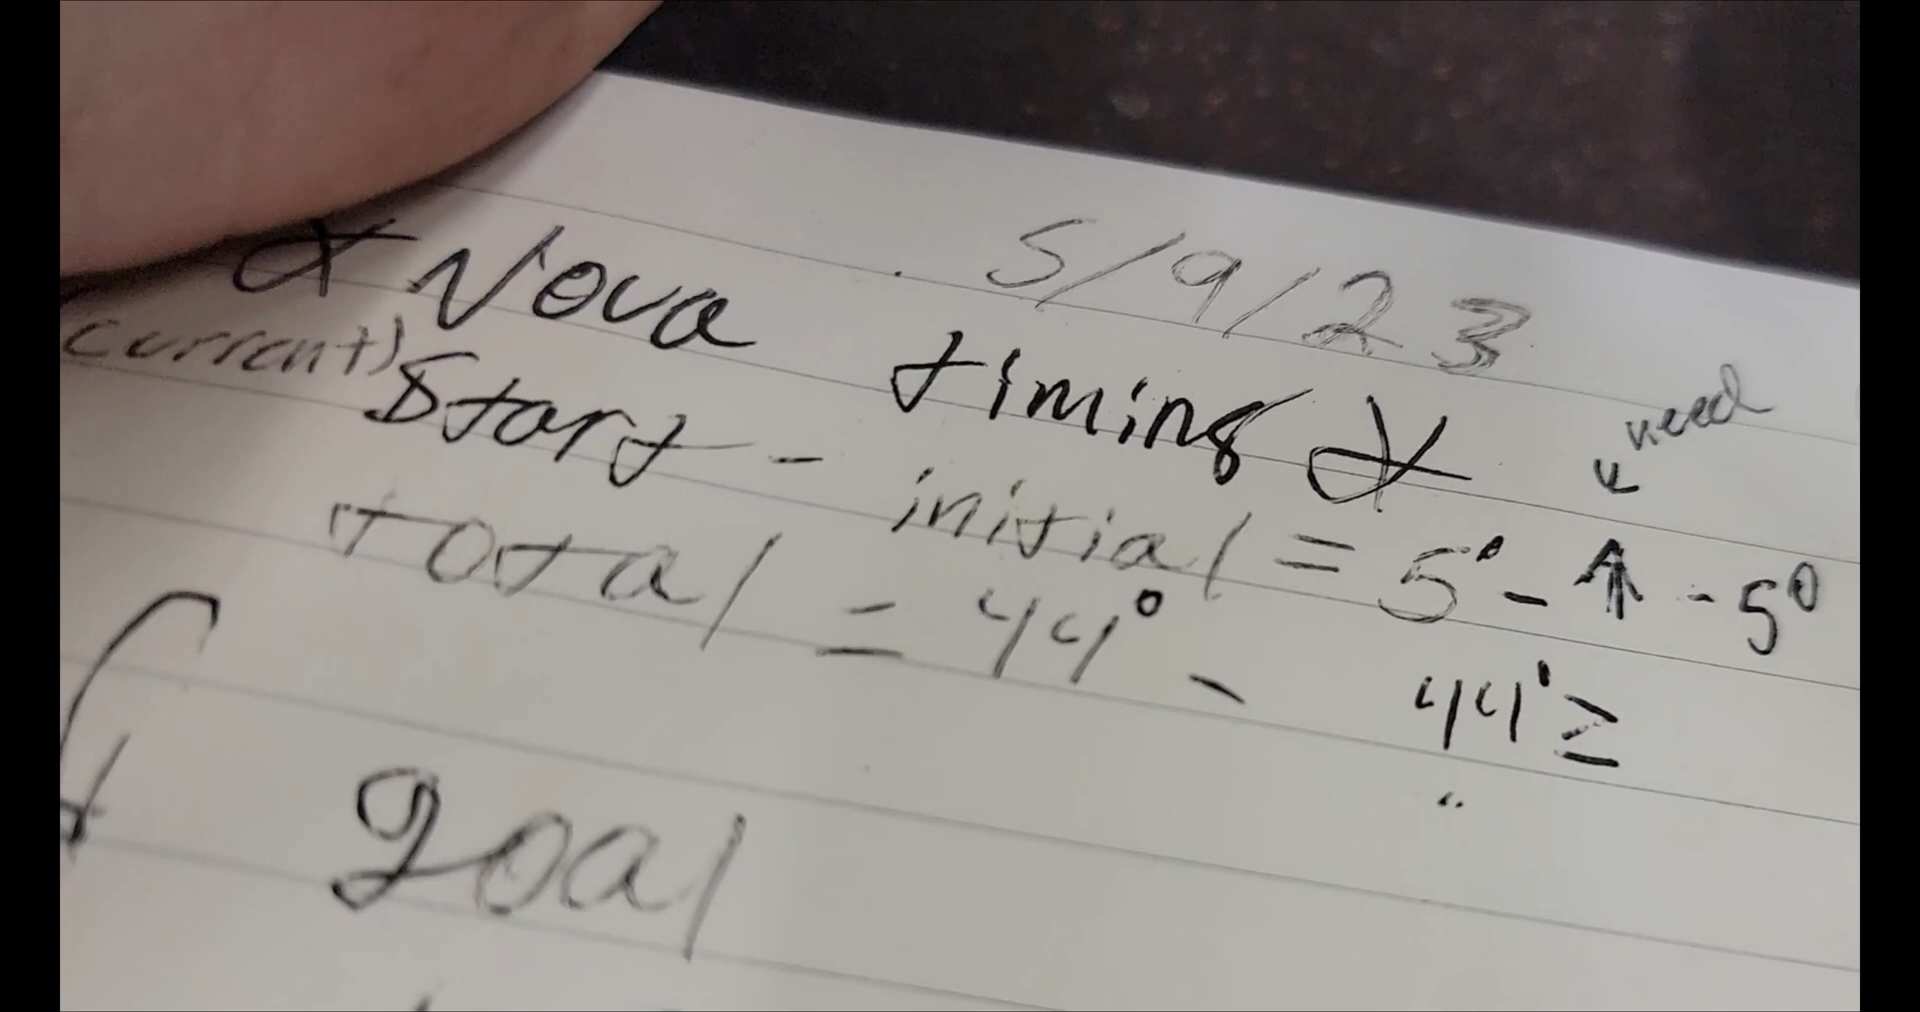 5/9/23
* Nova timing *
need
(current) Start - initial = 5° - ↑ - 5°
total = 44° - 44° ≥
goal